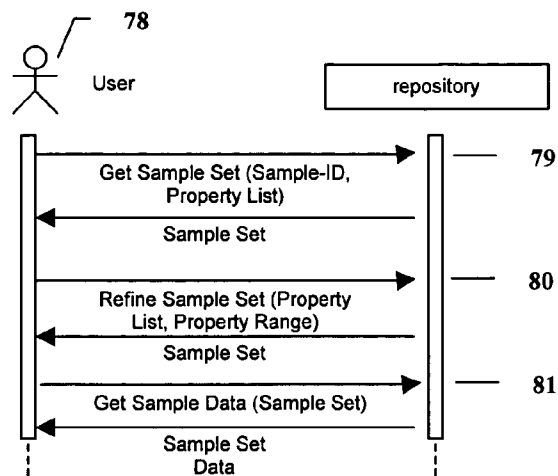 78
User
repository
79
Get Sample Set (Sample-ID,
Property List)
Sample Set
80
Refine Sample Set (Property
List, Property Range)
Sample Set
81
Get Sample Data (Sample Set)
Sample Set
Data